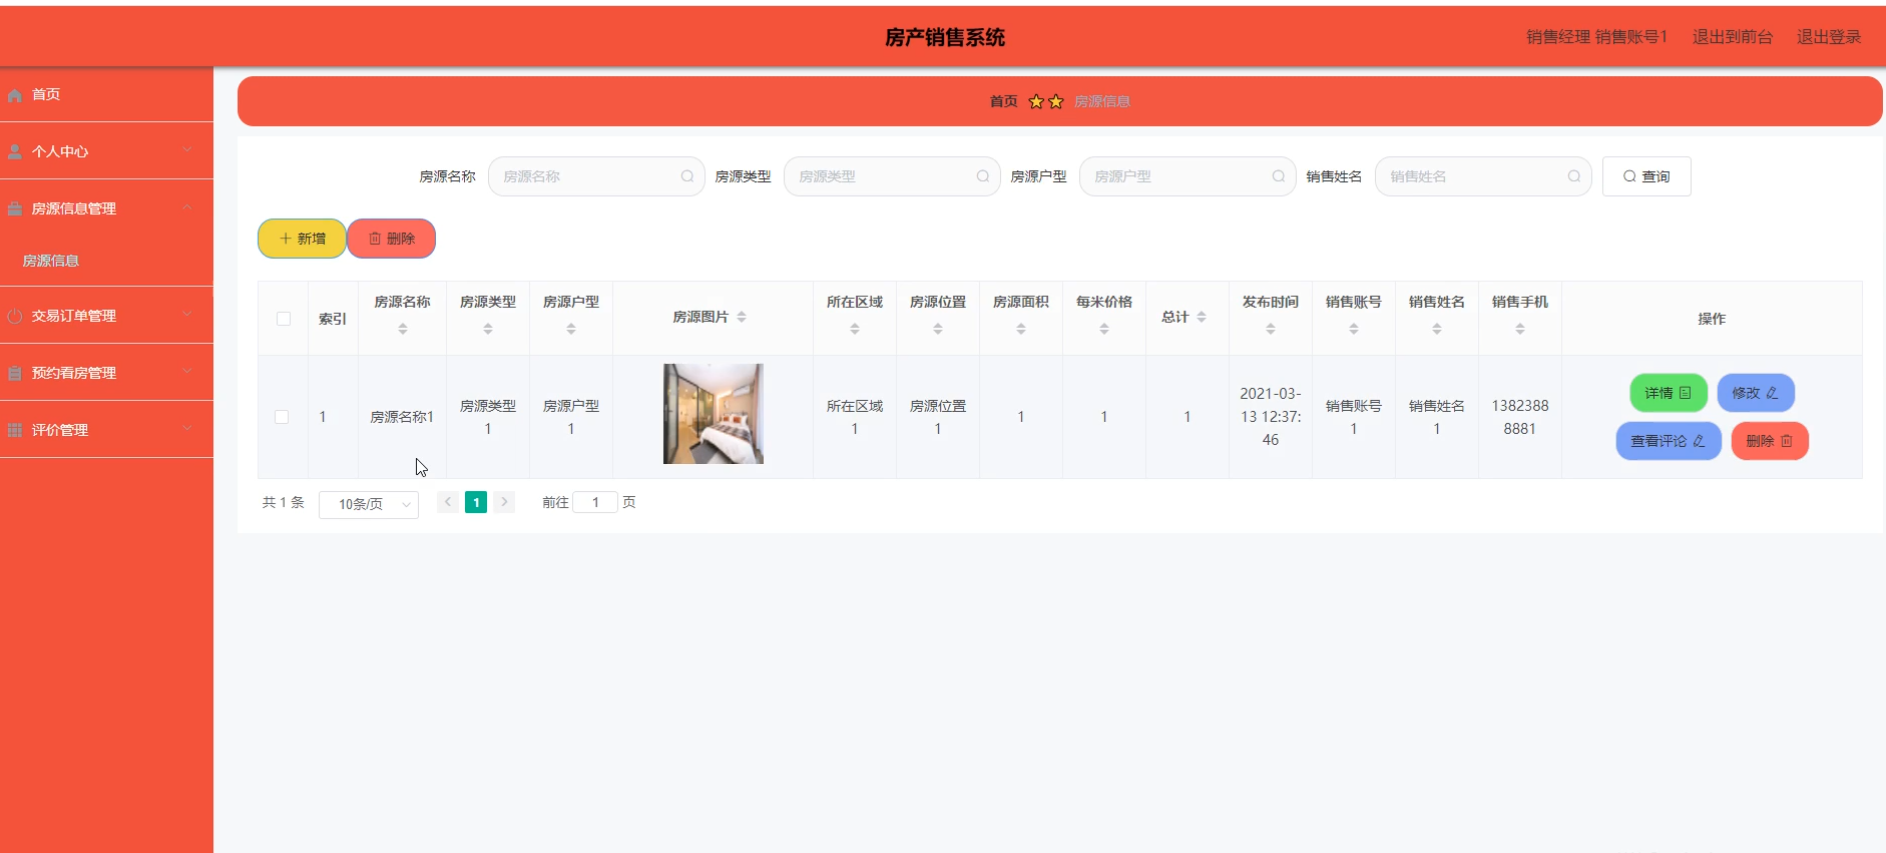 房产销售系统
销售经理 销售账号1 退出到前台 退出登录
首页
个人中心
房源信息管理
房源信息
交易订单管理
预约看房管理
评价管理
首页 房源信息
房源名称 房源名称 房源类型 房源类型 房源户型 房源户型 销售姓名 销售姓名 查询
新增 删除
索引 房源名称 房源类型 房源户型 房源图片 所在区域 房源位置 房源面积 每米价格 总计 发布时间 销售账号 销售姓名 销售手机 操作
1
房源名称1
房源类型
1
房源户型
1
所在区域
1
房源位置
1
1
1
1
2021-03-
13 12:37:
46
销售账号
1
销售姓名
1
1382388
8881
详情 修改
查看评论 删除
共 1 条 10条/页 1 前往 1 页